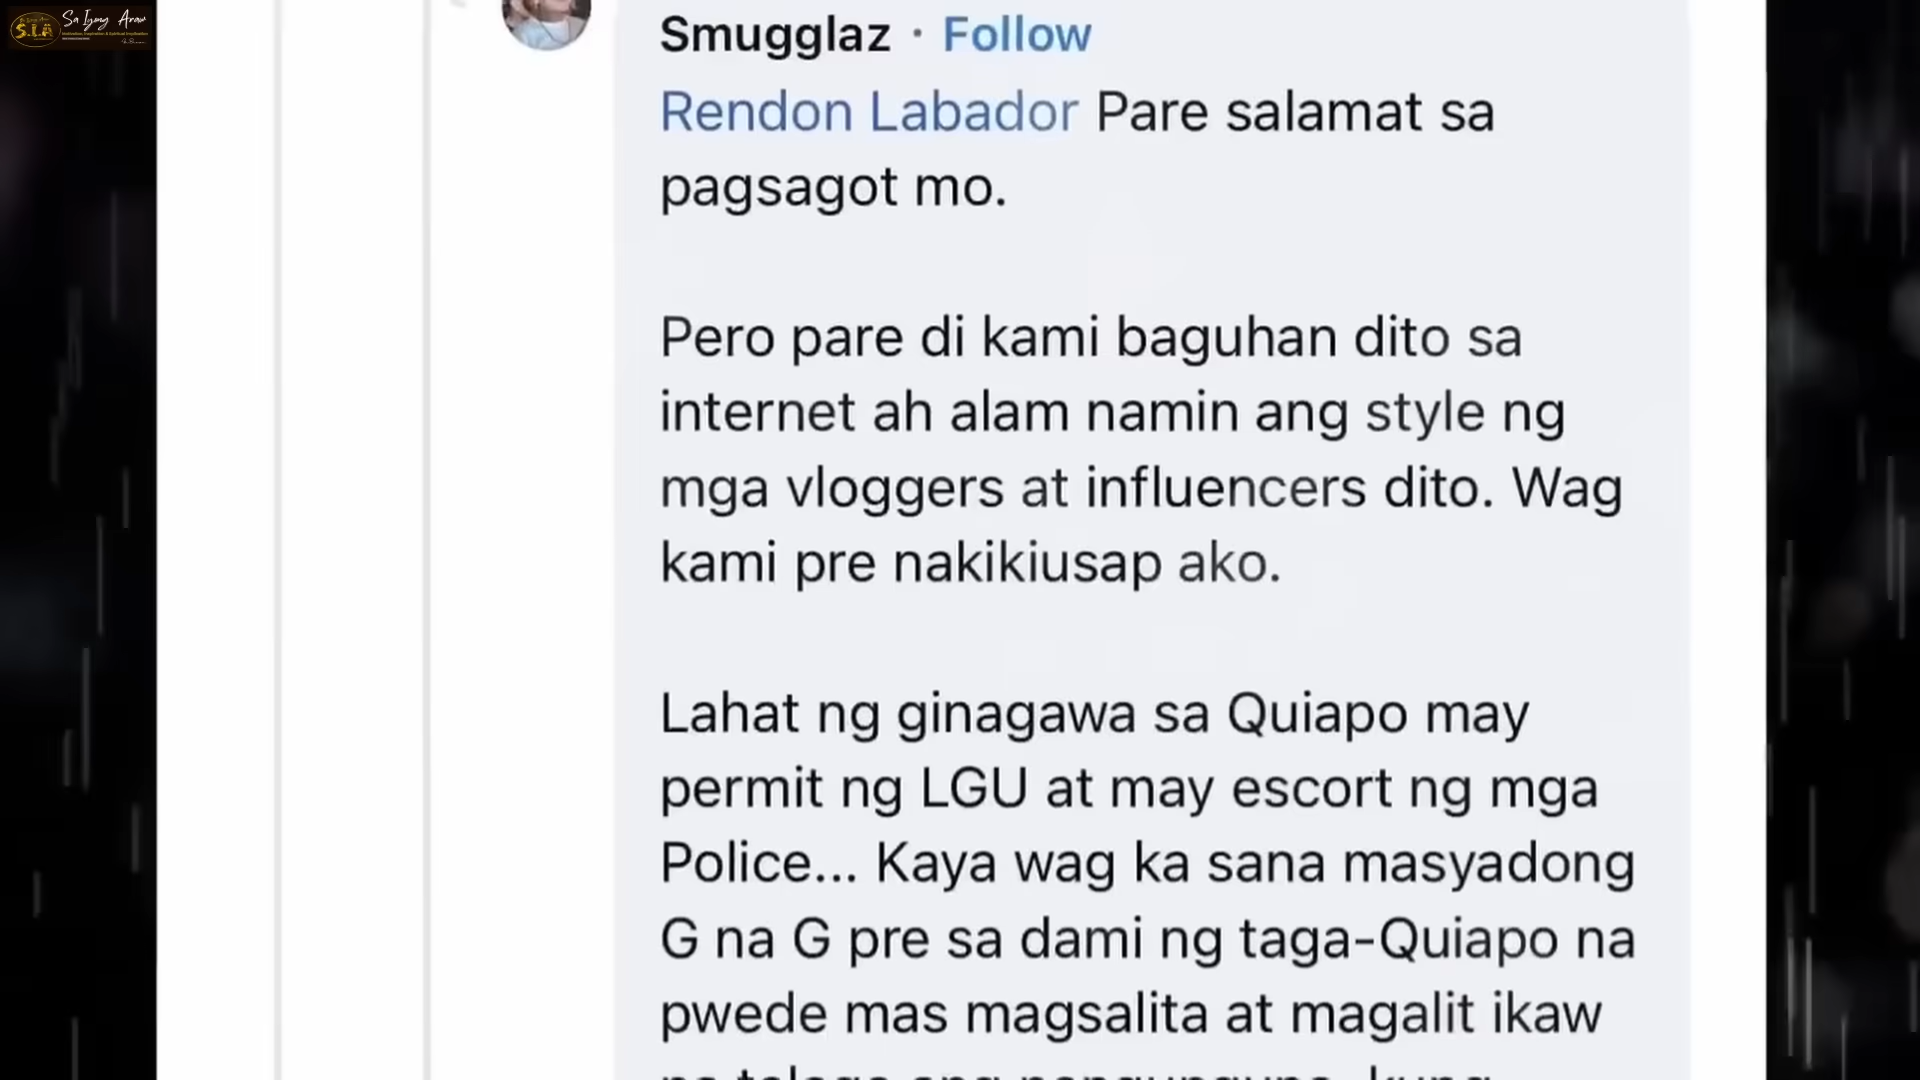 Sa Iyong Araw
S.I.A
Smugglaz · Follow
Rendon Labador Pare salamat sa
pagsagot mo.
Pero pare di kami baguhan dito sa
internet ah alam namin ang style ng
mga vloggers at influencers dito. Wag
kami pre nakikiusap ako.
Lahat ng ginagawa sa Quiapo may
permit ng LGU at may escort ng mga
Police... Kaya wag ka sana masyadong
G na G pre sa dami ng taga-Quiapo na
pwede mas magsalita at magalit ikaw